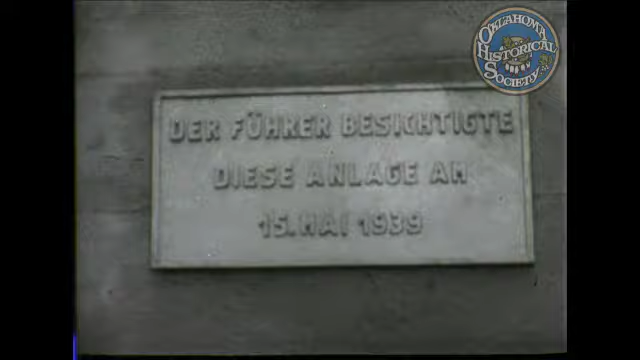 OKLAHOMA
HISTORICAL
SOCIETY
DER FÜHRER BESICHTIGTE
DIESE ANLAGE AM
15. MAI 1939